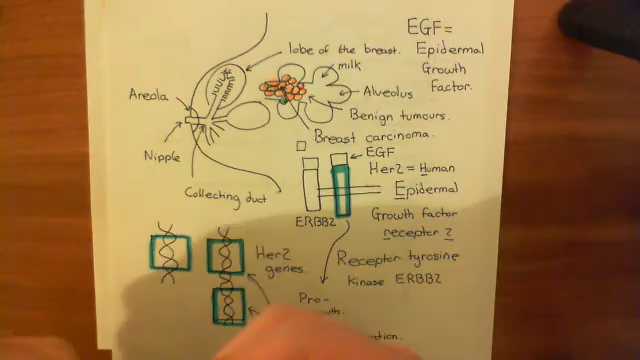 EGF =
Epidermal
Growth
Factor.
lobe of the breast.
milk
Areola
Alveolus
Benign tumours.
Breast carcinoma.
Nipple
EGF
Her2 = Human
Epidermal
Growth factor
receptor 2
Collecting duct
ERBB2
Receptor tyrosine
kinase ERBB2
Her2
genes
Pro-